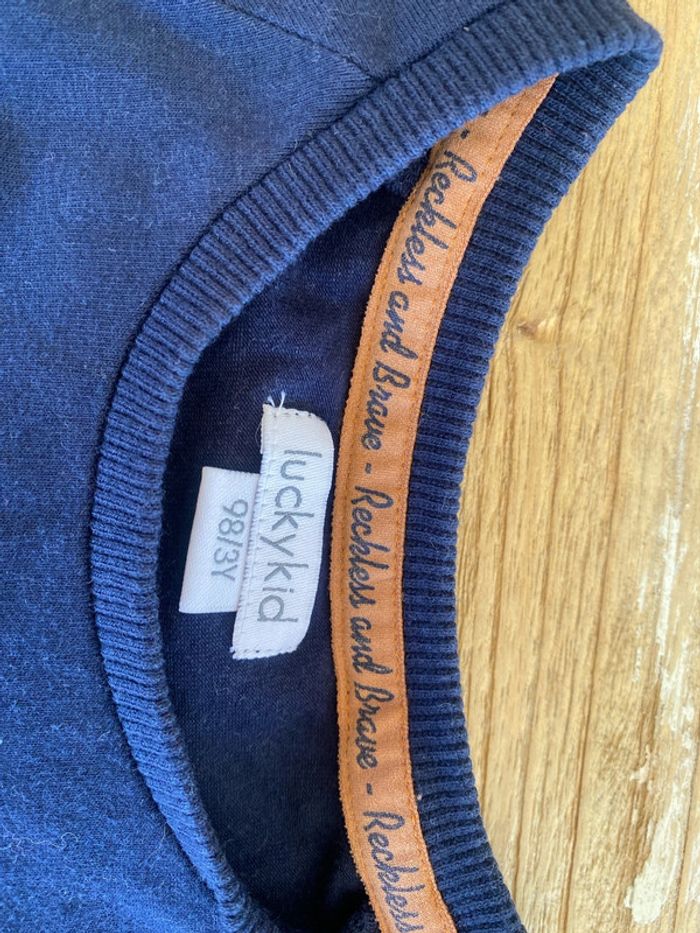 - Reckless and Brave - Reckless and Brave - Reckless
luckykid
98/3Y